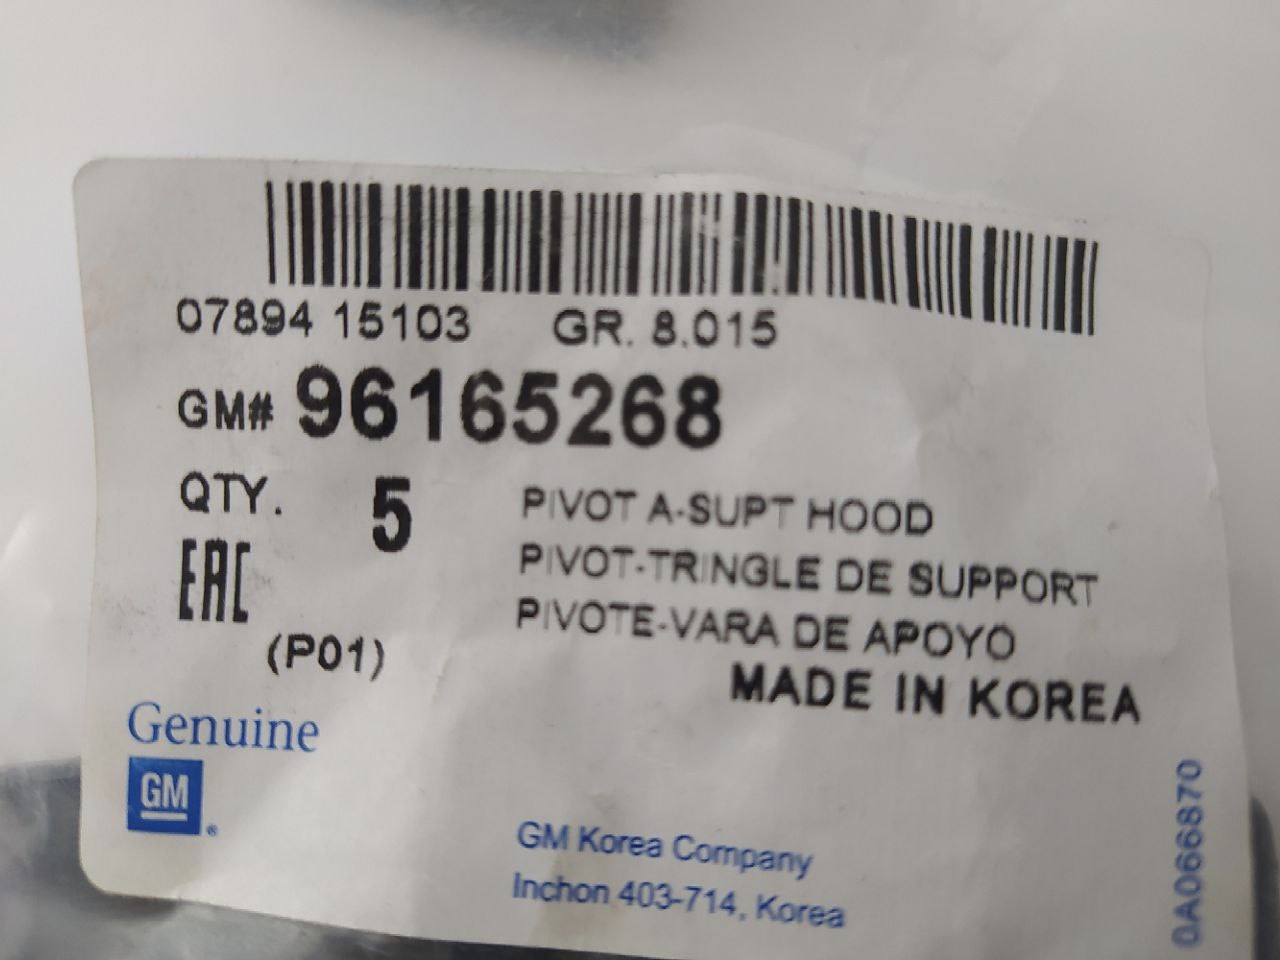 07894 15103 GR. 8.015
GM# 96165268
QTY. 5
EAC
(P01)
PIVOT A-SUPT HOOD
PIVOT-TRINGLE DE SUPPORT
PIVOTE-VARA DE APOYO
MADE IN KOREA
Genuine
GM
®
GM Korea Company
Inchon 403-714, Korea
0A066870